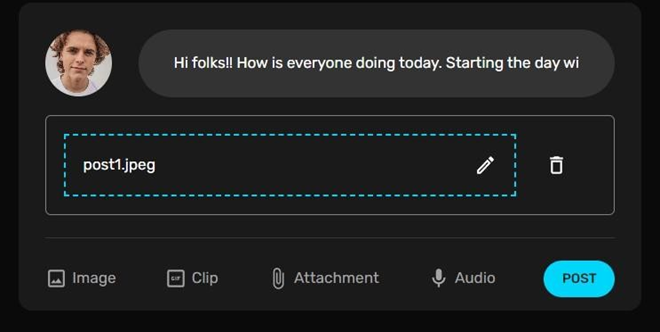 Hi folks!! How is everyone doing today. Starting the day wi
post1.jpeg
Image
GIF Clip
Attachment
Audio
POST